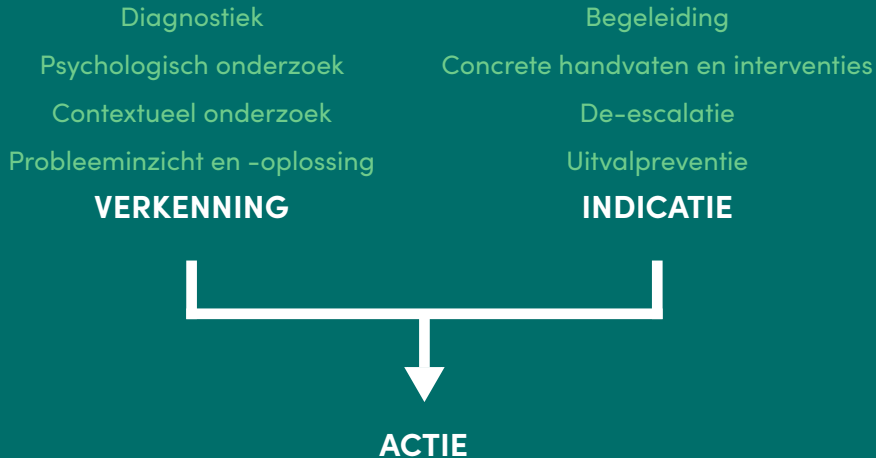 Diagnostiek
Psychologisch onderzoek
Contextueel onderzoek
Probleeminzicht en -oplossing
VERKENNING
Begeleiding
Concrete handvaten en interventies
De-escalatie
Uitvalpreventie
INDICATIE
ACTIE